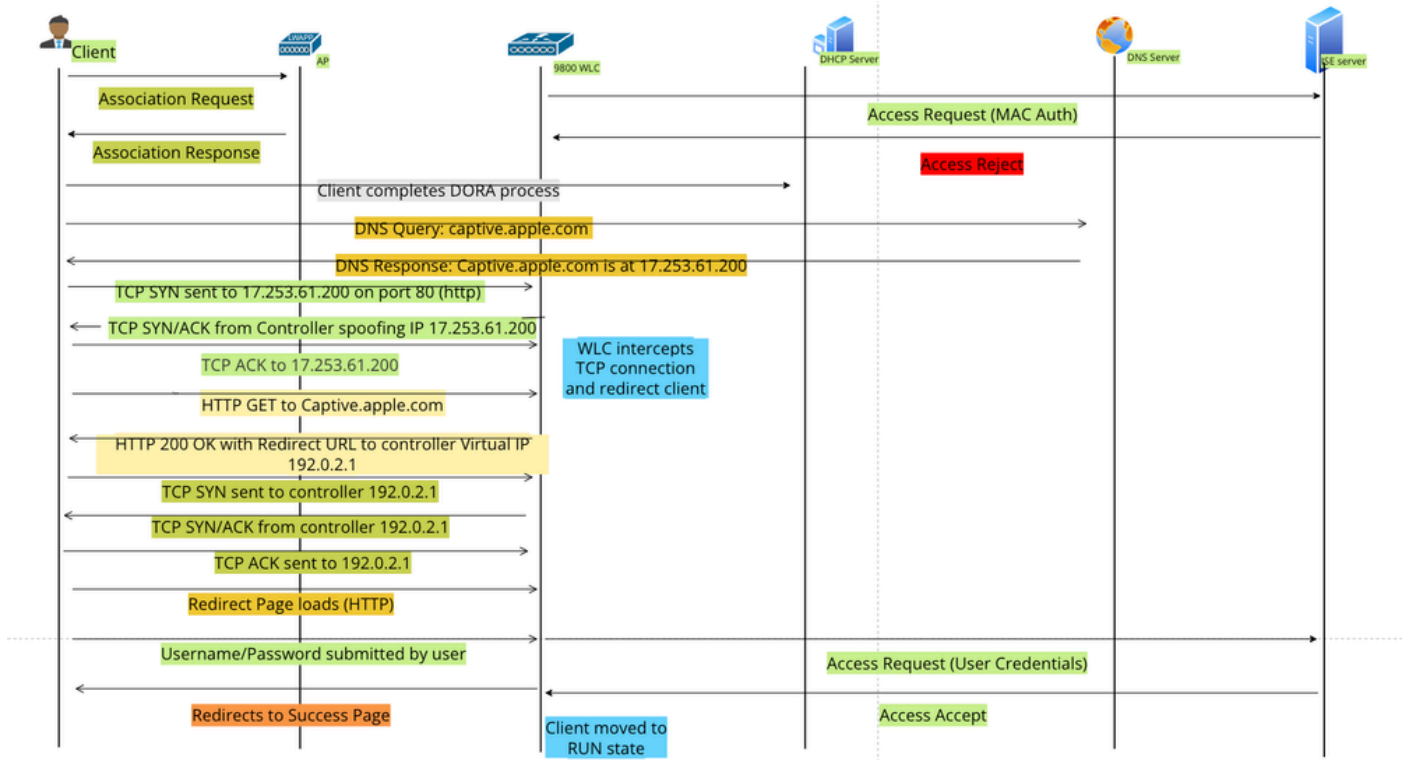 Client
LWAPP
AP
9800 WLC
DHCP Server
DNS Server
ISE server
Association Request
Access Request (MAC Auth)
Association Response
Access Reject
Client completes DORA process
DNS Query: captive.apple.com
DNS Response: Captive.apple.com is at 17.253.61.200
TCP SYN sent to 17.253.61.200 on port 80 (http)
TCP SYN/ACK from Controller spoofing IP 17.253.61.200
WLC intercepts
TCP connection
and redirect client
TCP ACK to 17.253.61.200
HTTP GET to Captive.apple.com
HTTP 200 OK with Redirect URL to controller Virtual IP
192.0.2.1
TCP SYN sent to controller 192.0.2.1
TCP SYN/ACK from controller 192.0.2.1
TCP ACK sent to 192.0.2.1
Redirect Page loads (HTTP)
Username/Password submitted by user
Access Request (User Credentials)
Redirects to Success Page
Access Accept
Client moved to
RUN state